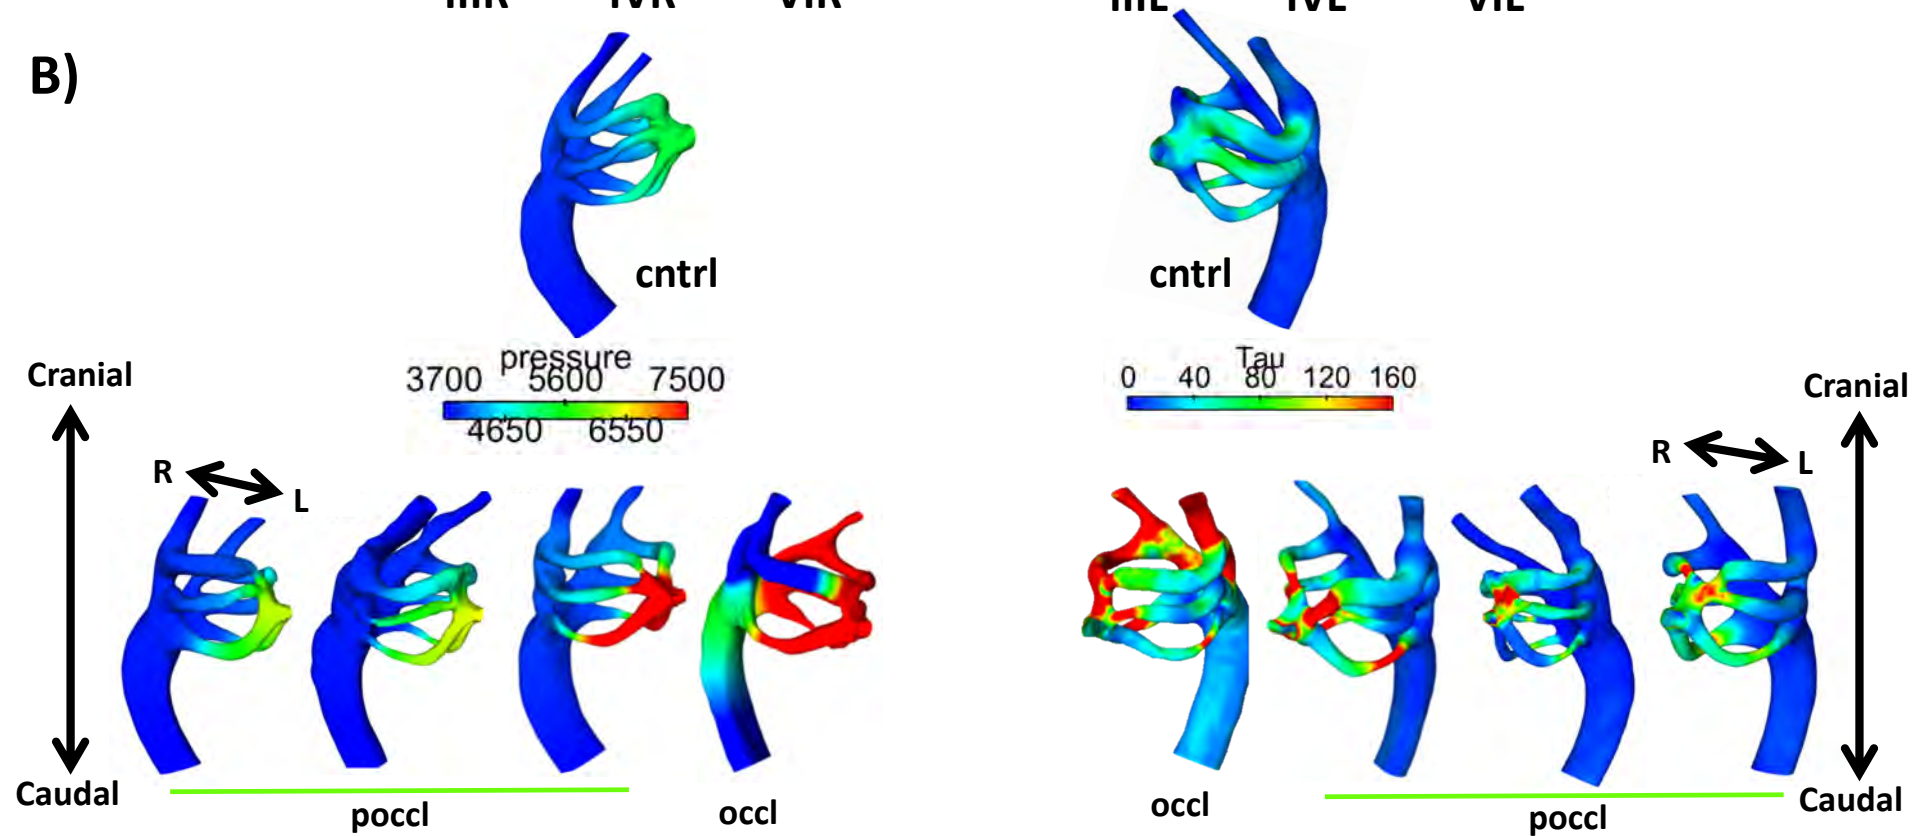 B)
cntrl
cntrl
pressure
3700 5600 7500
4650 6550
Tau
0 40 80 120 160
Cranial
Cranial
R
L
R
L
Caudal
poccl
occl
occl
poccl
Caudal